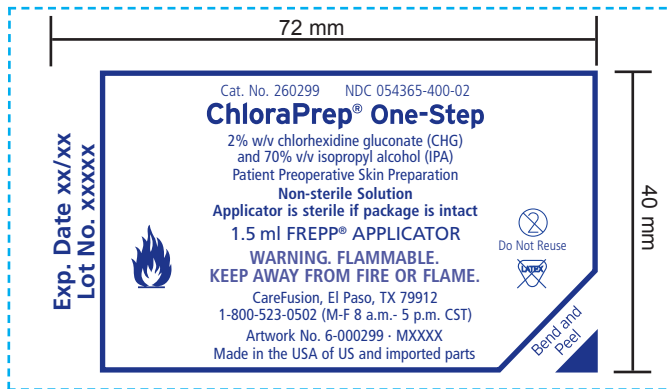 72 mm
40 mm
Exp. Date xx/xx
Lot No. xxxxx
Cat. No. 260299 NDC 054365-400-02
ChloraPrep® One-Step
2% w/v chlorhexidine gluconate (CHG)
and 70% v/v isopropyl alcohol (IPA)
Patient Preoperative Skin Preparation
Non-sterile Solution
Applicator is sterile if package is intact
1.5 ml FREPP® APPLICATOR
WARNING. FLAMMABLE.
KEEP AWAY FROM FIRE OR FLAME.
CareFusion, El Paso, TX 79912
1-800-523-0502 (M-F 8 a.m.- 5 p.m. CST)
Artwork No. 6-000299 · MXXXX
Made in the USA of US and imported parts
2
Do Not Reuse
LATEX
Bend and
Peel